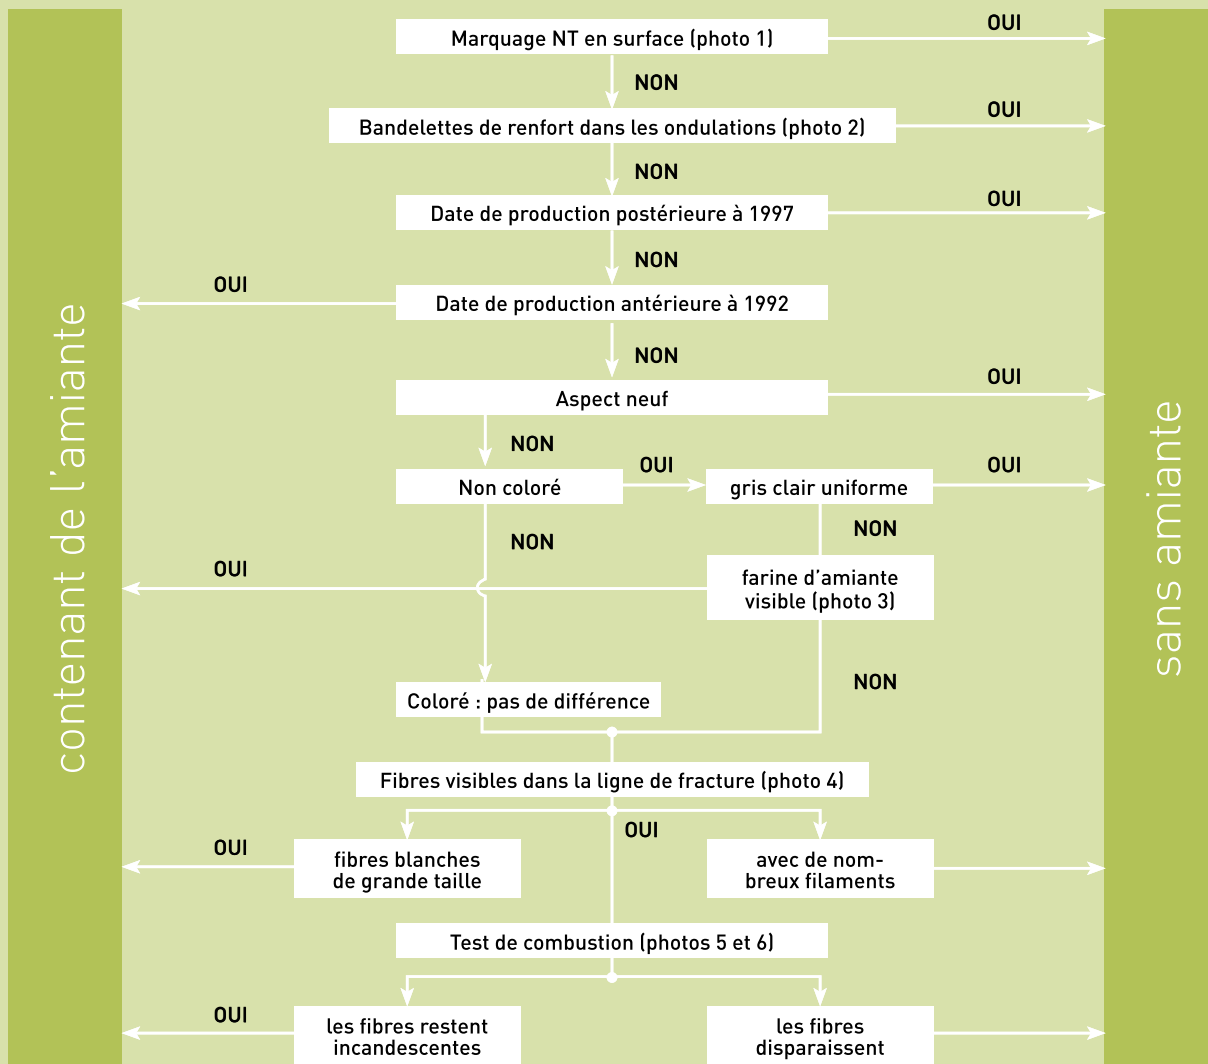 Marquage NT en surface (photo 1)
OUI
NON
Bandelettes de renfort dans les ondulations (photo 2)
OUI
NON
Date de production postérieure à 1997
OUI
NON
OUI
Date de production antérieure à 1992
NON
Aspect neuf
OUI
NON
Non coloré
OUI
gris clair uniforme
OUI
NON
NON
OUI
farine d'amiante
visible (photo 3)
NON
Coloré : pas de différence
Fibres visibles dans la ligne de fracture (photo 4)
OUI
OUI
fibres blanches
de grande taille
avec de nom-
breux filaments
Test de combustion (photos 5 et 6)
OUI
les fibres restent
incandescentes
les fibres
disparaissent
contenant de l'amiante
sans amiante